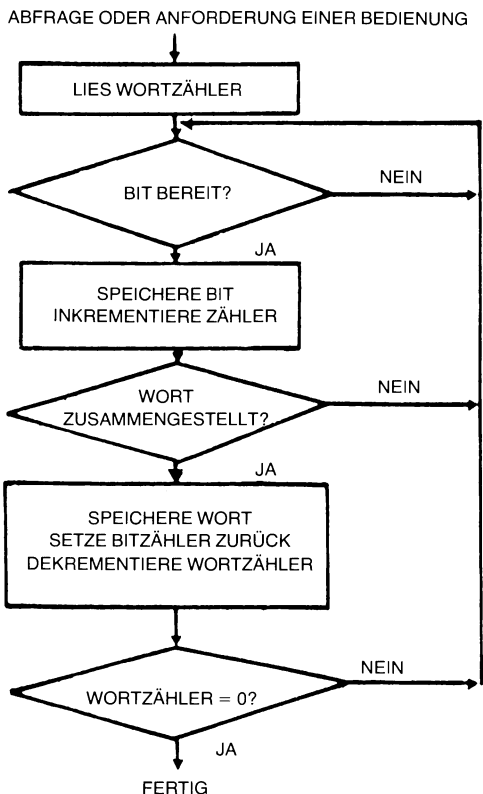 ABFRAGE ODER ANFORDERUNG EINER BEDIENUNG
LIES WORTZÄHLER
BIT BEREIT?
NEIN
JA
SPEICHERE BIT
INKREMENTIERE ZÄHLER
WORT
ZUSAMMENGESTELLT?
NEIN
JA
SPEICHERE WORT
SETZE BITZÄHLER ZURÜCK
DEKREMENTIERE WORTZÄHLER
WORTZÄHLER = 0?
NEIN
JA
FERTIG